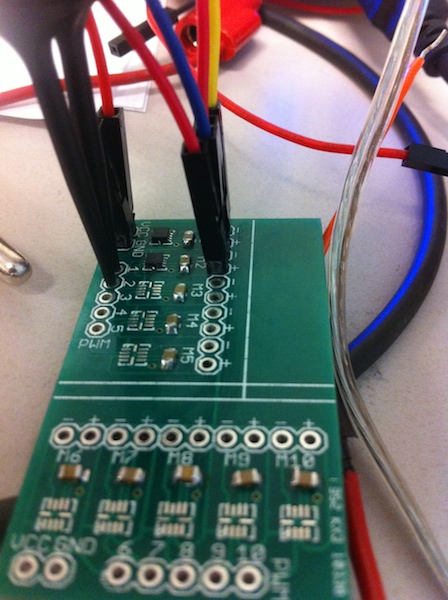 VCC GND
1
2
3
4
5
PWM
M2
M3
M4
M5
- + - + - + - + - +
M6 M7 M8 M9 M10
VCC GND 6 7 8 9 10
PWM